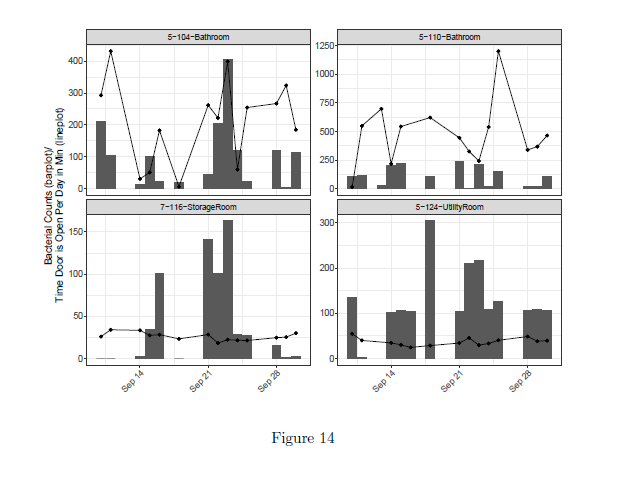 5-104-Bathroom
5-110-Bathroom
400
300
200
100
0
1250
1000
750
500
250
0
Bacterial Counts (barplot)/
Time Door is Open Per Day in Min (lineplot)
7-116-StorageRoom
5-124-UtilityRoom
150
100
50
0
300
200
100
0
Sep 14
Sep 21
Sep 28
Sep 14
Sep 21
Sep 28
Figure 14